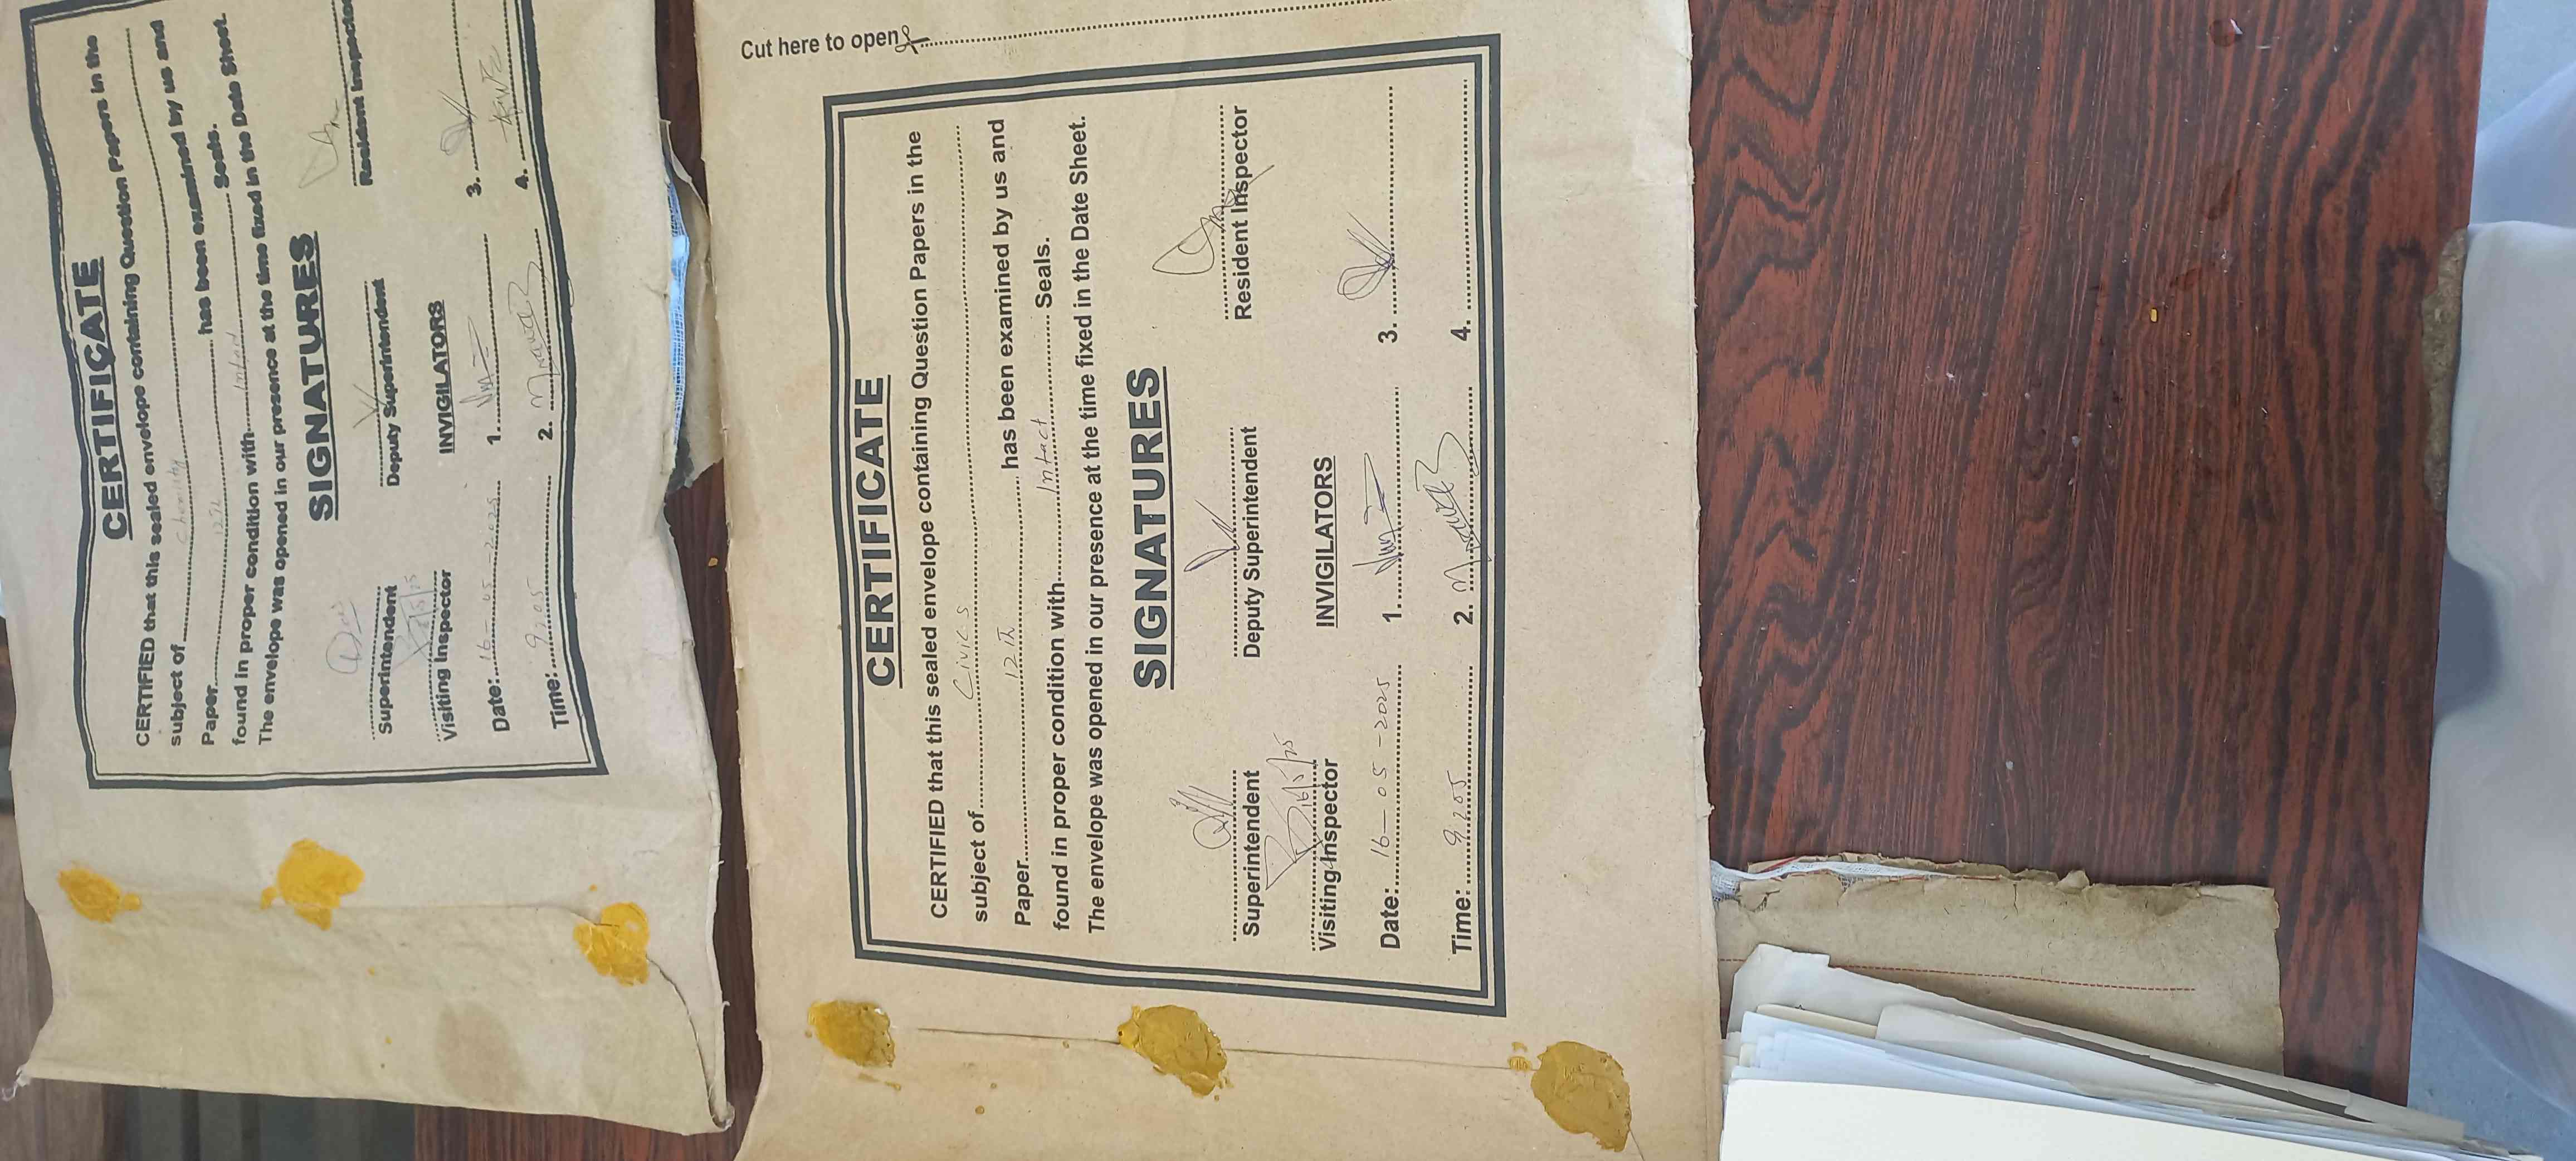 CERTIFICATE
CERTIFIED that this sealed envelope containing Question Papers in the
subject of Chemistry
Paper 12th has been examined by us and
found in proper condition with Intact Seals.
The envelope was opened in our presence at the time fixed in the Date Sheet.
SIGNATURES
Superintendent
Deputy Superintendent
Resident Inspector
Visiting Inspector
INVIGILATORS
Date: 16-05-2025
1.
3.
Time: 9:05
2.
4.
Cut here to open
CERTIFICATE
CERTIFIED that this sealed envelope containing Question Papers in the
subject of Civics
Paper 12th has been examined by us and
found in proper condition with Intact Seals.
The envelope was opened in our presence at the time fixed in the Date Sheet.
SIGNATURES
Superintendent
Deputy Superintendent
Resident Inspector
16/5/25
Visiting Inspector
INVIGILATORS
Date: 16-05-2025
1.
3.
Time: 9:05
2.
4.